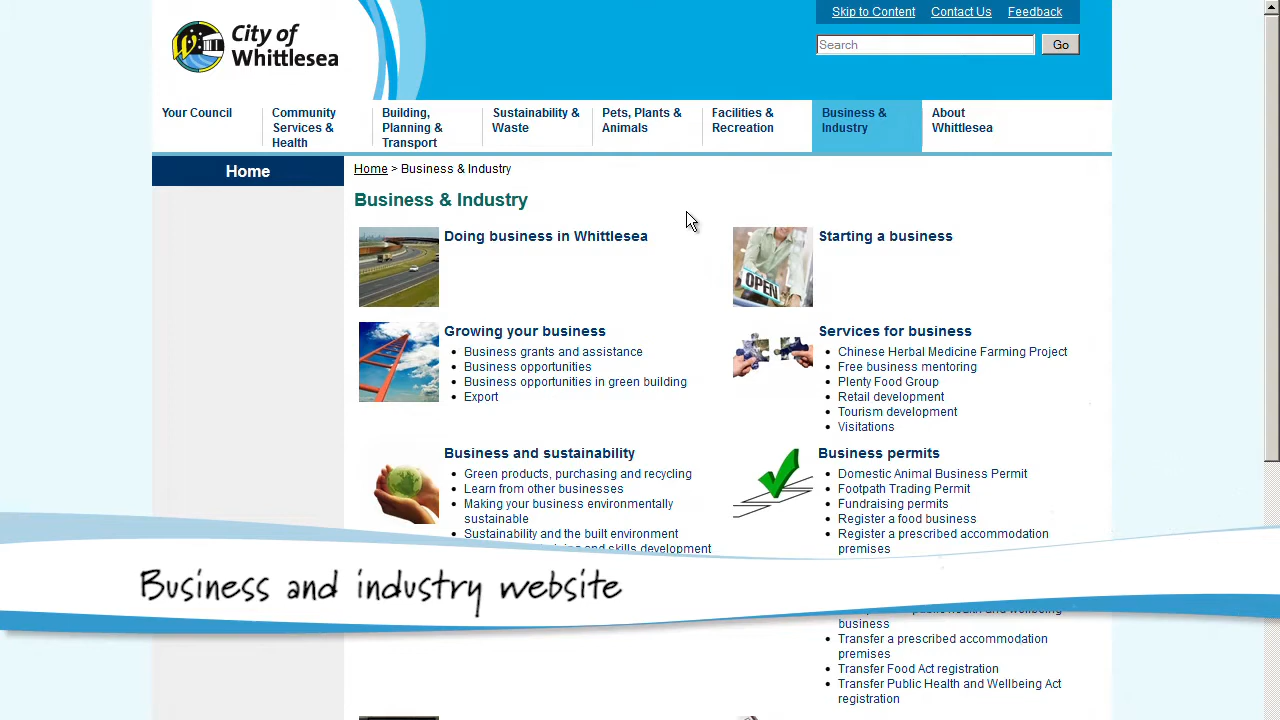 City of
Whittlesea
Skip to Content
Contact Us
Feedback
Search
Go
Your Council
Community
Services &
Health
Building,
Planning &
Transport
Sustainability &
Waste
Pets, Plants &
Animals
Facilities &
Recreation
Business &
Industry
About
Whittlesea
Home
Home > Business & Industry
Business & Industry
Doing business in Whittlesea
Starting a business
OPEN
Growing your business
Business grants and assistance
Business opportunities
Business opportunities in green building
Export
Services for business
Chinese Herbal Medicine Farming Project
Free business mentoring
Plenty Food Group
Retail development
Tourism development
Visitations
Business and sustainability
Green products, purchasing and recycling
Learn from other businesses
Making your business environmentally
sustainable
Sustainability and the built environment
and skills development
Business permits
Domestic Animal Business Permit
Footpath Trading Permit
Fundraising permits
Register a food business
Register a prescribed accommodation
premises
public health and wellbeing
business
Transfer a prescribed accommodation
premises
Transfer Food Act registration
Transfer Public Health and Wellbeing Act
registration
Business and industry website